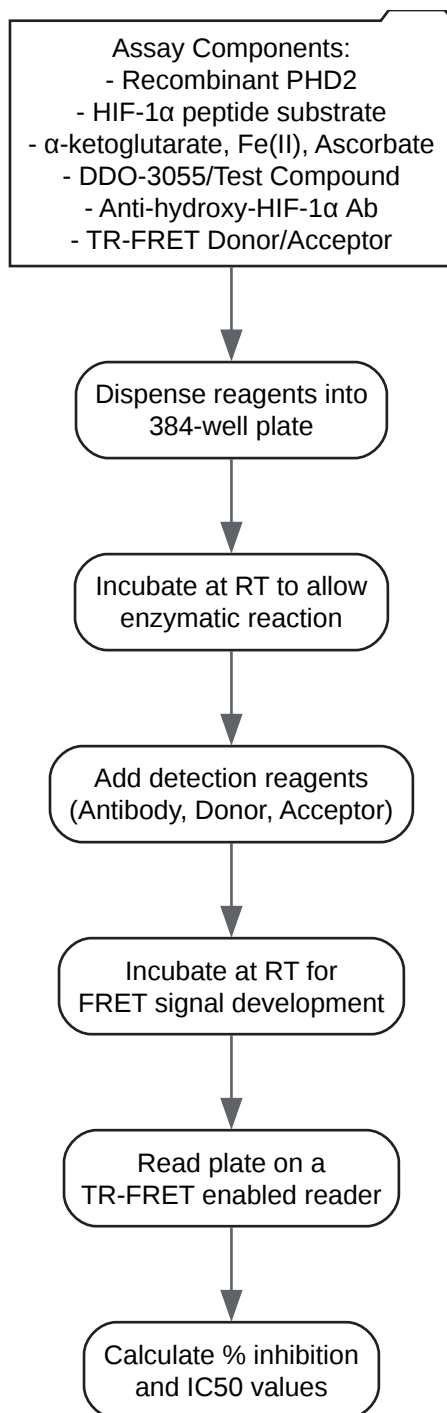 Assay Components:
- Recombinant PHD2
- HIF-1α peptide substrate
- α-ketoglutarate, Fe(II), Ascorbate
- DDO-3055/Test Compound
- Anti-hydroxy-HIF-1α Ab
- TR-FRET Donor/Acceptor
Dispense reagents into
384-well plate
Incubate at RT to allow
enzymatic reaction
Add detection reagents
(Antibody, Donor, Acceptor)
Incubate at RT for
FRET signal development
Read plate on a
TR-FRET enabled reader
Calculate % inhibition
and IC50 values